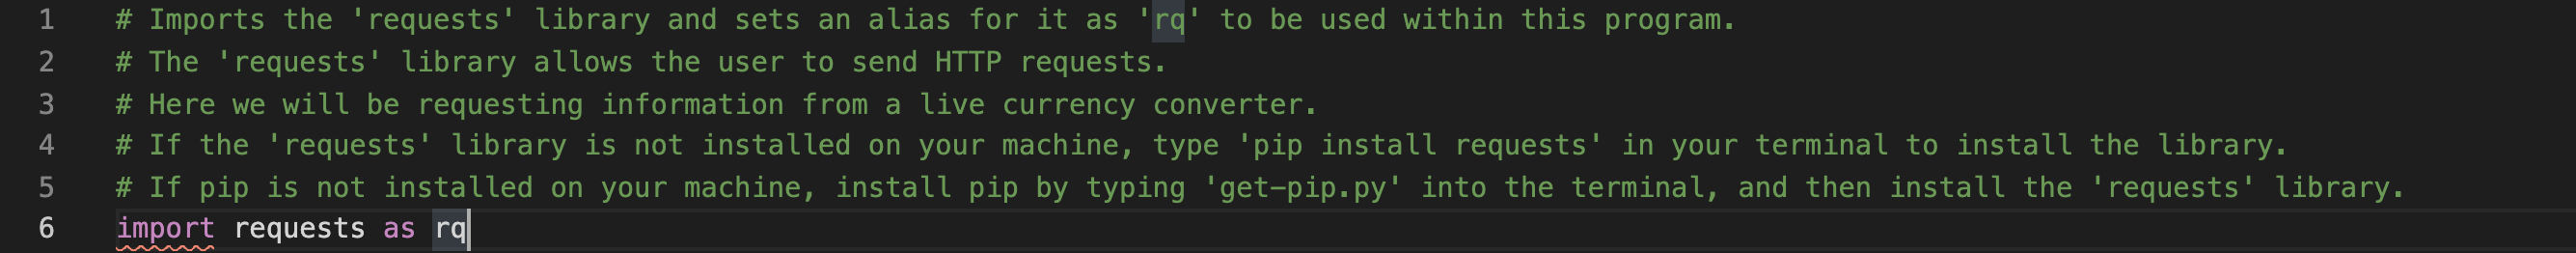 1 # Imports the 'requests' library and sets an alias for it as 'rq' to be used within this program.
2 # The 'requests' library allows the user to send HTTP requests.
3 # Here we will be requesting information from a live currency converter.
4 # If the 'requests' library is not installed on your machine, type 'pip install requests' in your terminal to install the library.
5 # If pip is not installed on your machine, install pip by typing 'get-pip.py' into the terminal, and then install the 'requests' library.
6 import requests as rq